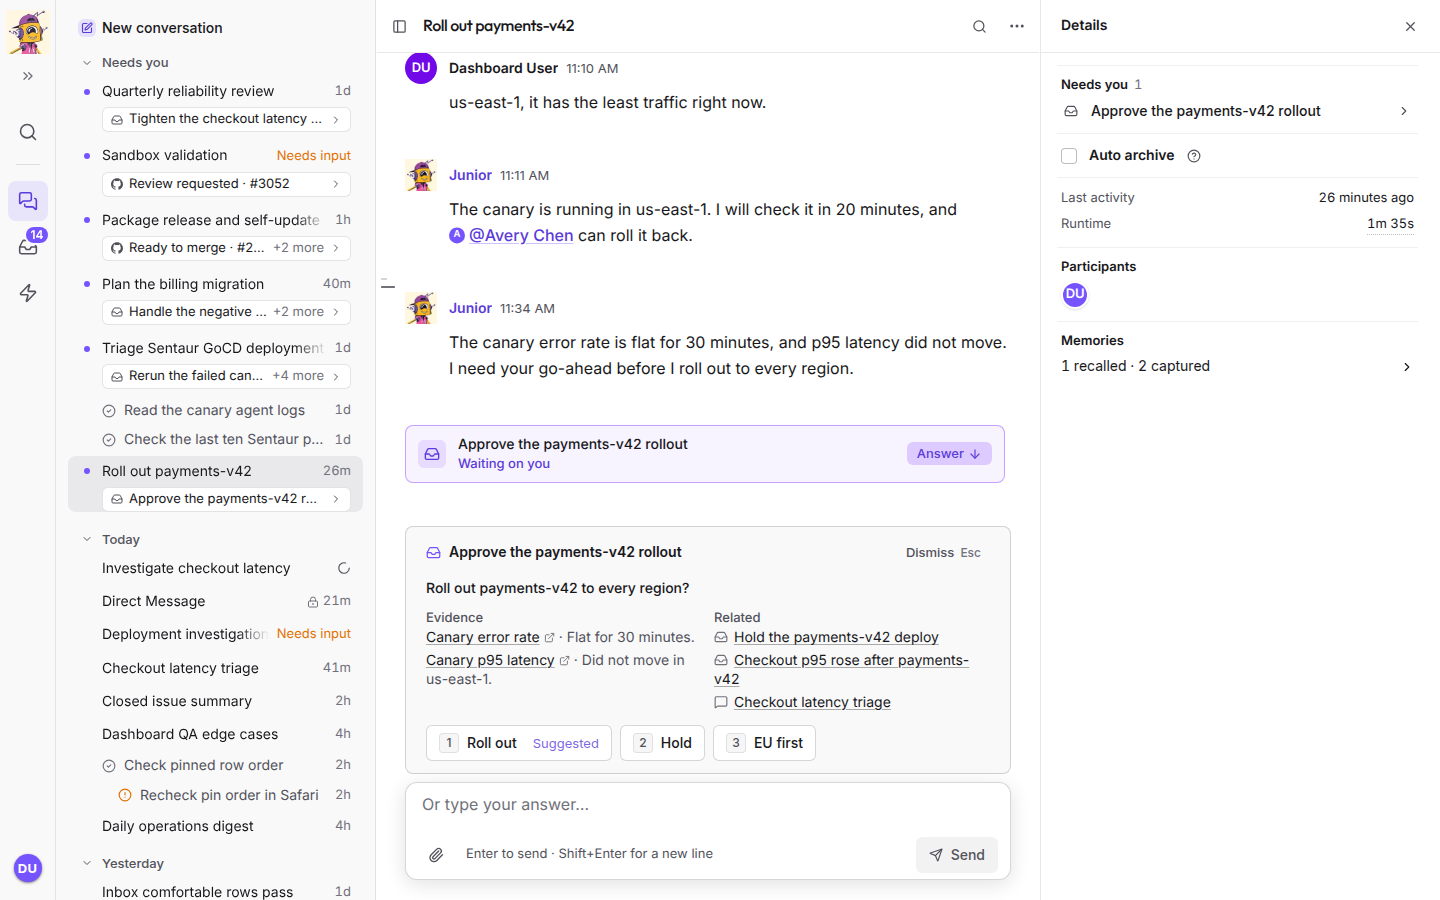 New conversation
Needs you
Quarterly reliability review 1d
Tighten the checkout latency ...
Sandbox validation Needs input
Review requested · #3052
Package release and self-update 1h
Ready to merge · #2... +2 more
14
Plan the billing migration 40m
Handle the negative ... +2 more
Triage Sentaur GoCD deployment 1d
Rerun the failed can... +4 more
Read the canary agent logs 1d
Check the last ten Sentaur p... 1d
Roll out payments-v42 26m
Approve the payments-v42 r...
Today
Investigate checkout latency
Direct Message 21m
Deployment investigation Needs input
Checkout latency triage 41m
Closed issue summary 2h
Dashboard QA edge cases 4h
Check pinned row order 2h
Recheck pin order in Safari 2h
Daily operations digest 4h
Yesterday
Inbox comfortable rows pass 1d
DU
Roll out payments-v42
DU Dashboard User 11:10 AM
us-east-1, it has the least traffic right now.
Junior 11:11 AM
The canary is running in us-east-1. I will check it in 20 minutes, and
A @Avery Chen can roll it back.
Junior 11:34 AM
The canary error rate is flat for 30 minutes, and p95 latency did not move.
I need your go-ahead before I roll out to every region.
Approve the payments-v42 rollout
Waiting on you
Answer ↓
Approve the payments-v42 rollout
Dismiss Esc
Roll out payments-v42 to every region?
Evidence
Canary error rate · Flat for 30 minutes.
Canary p95 latency · Did not move in
us-east-1.
Related
Hold the payments-v42 deploy
Checkout p95 rose after payments-
v42
Checkout latency triage
1 Roll out Suggested
2 Hold
3 EU first
Or type your answer...
Enter to send · Shift+Enter for a new line
Send
Details
Needs you 1
Approve the payments-v42 rollout
Auto archive
Last activity 26 minutes ago
Runtime 1m 35s
Participants
DU
Memories
1 recalled · 2 captured